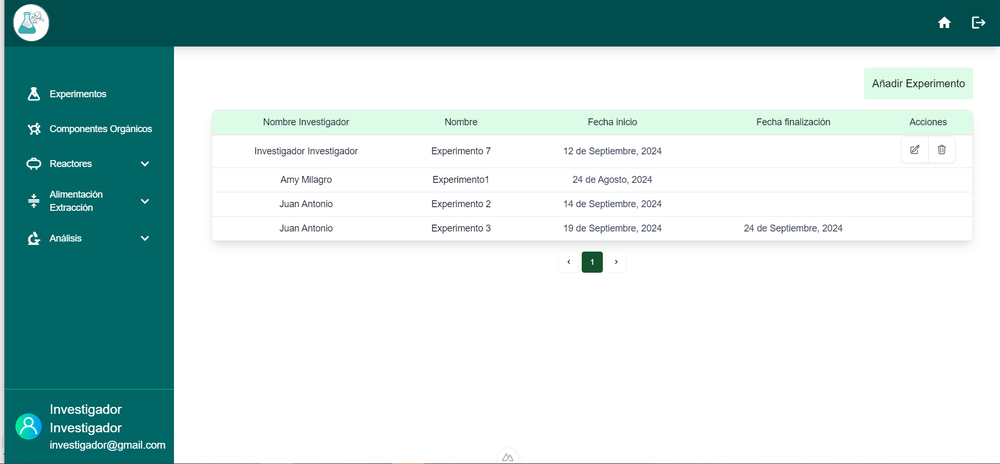 Añadir Experimento
Experimentos
Componentes Orgánicos
Reactores
Alimentación
Extracción
Análisis
Nombre Investigador Nombre Fecha inicio Fecha finalización Acciones
Investigador Investigador Experimento 7 12 de Septiembre, 2024
Amy Milagro Experimento1 24 de Agosto, 2024
Juan Antonio Experimento 2 14 de Septiembre, 2024
Juan Antonio Experimento 3 19 de Septiembre, 2024 24 de Septiembre, 2024
‹ 1 ›
Investigador
Investigador
investigador@gmail.com